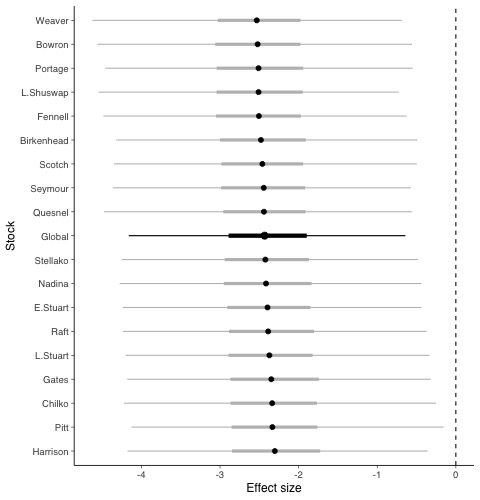 Weaver
Bowron
Portage
L.Shuswap
Fennell
Birkenhead
Scotch
Seymour
Quesnel
Global
Stellako
Nadina
E.Stuart
Raft
L.Stuart
Gates
Chilko
Pitt
Harrison
Stock
-4 -3 -2 -1 0
Effect size